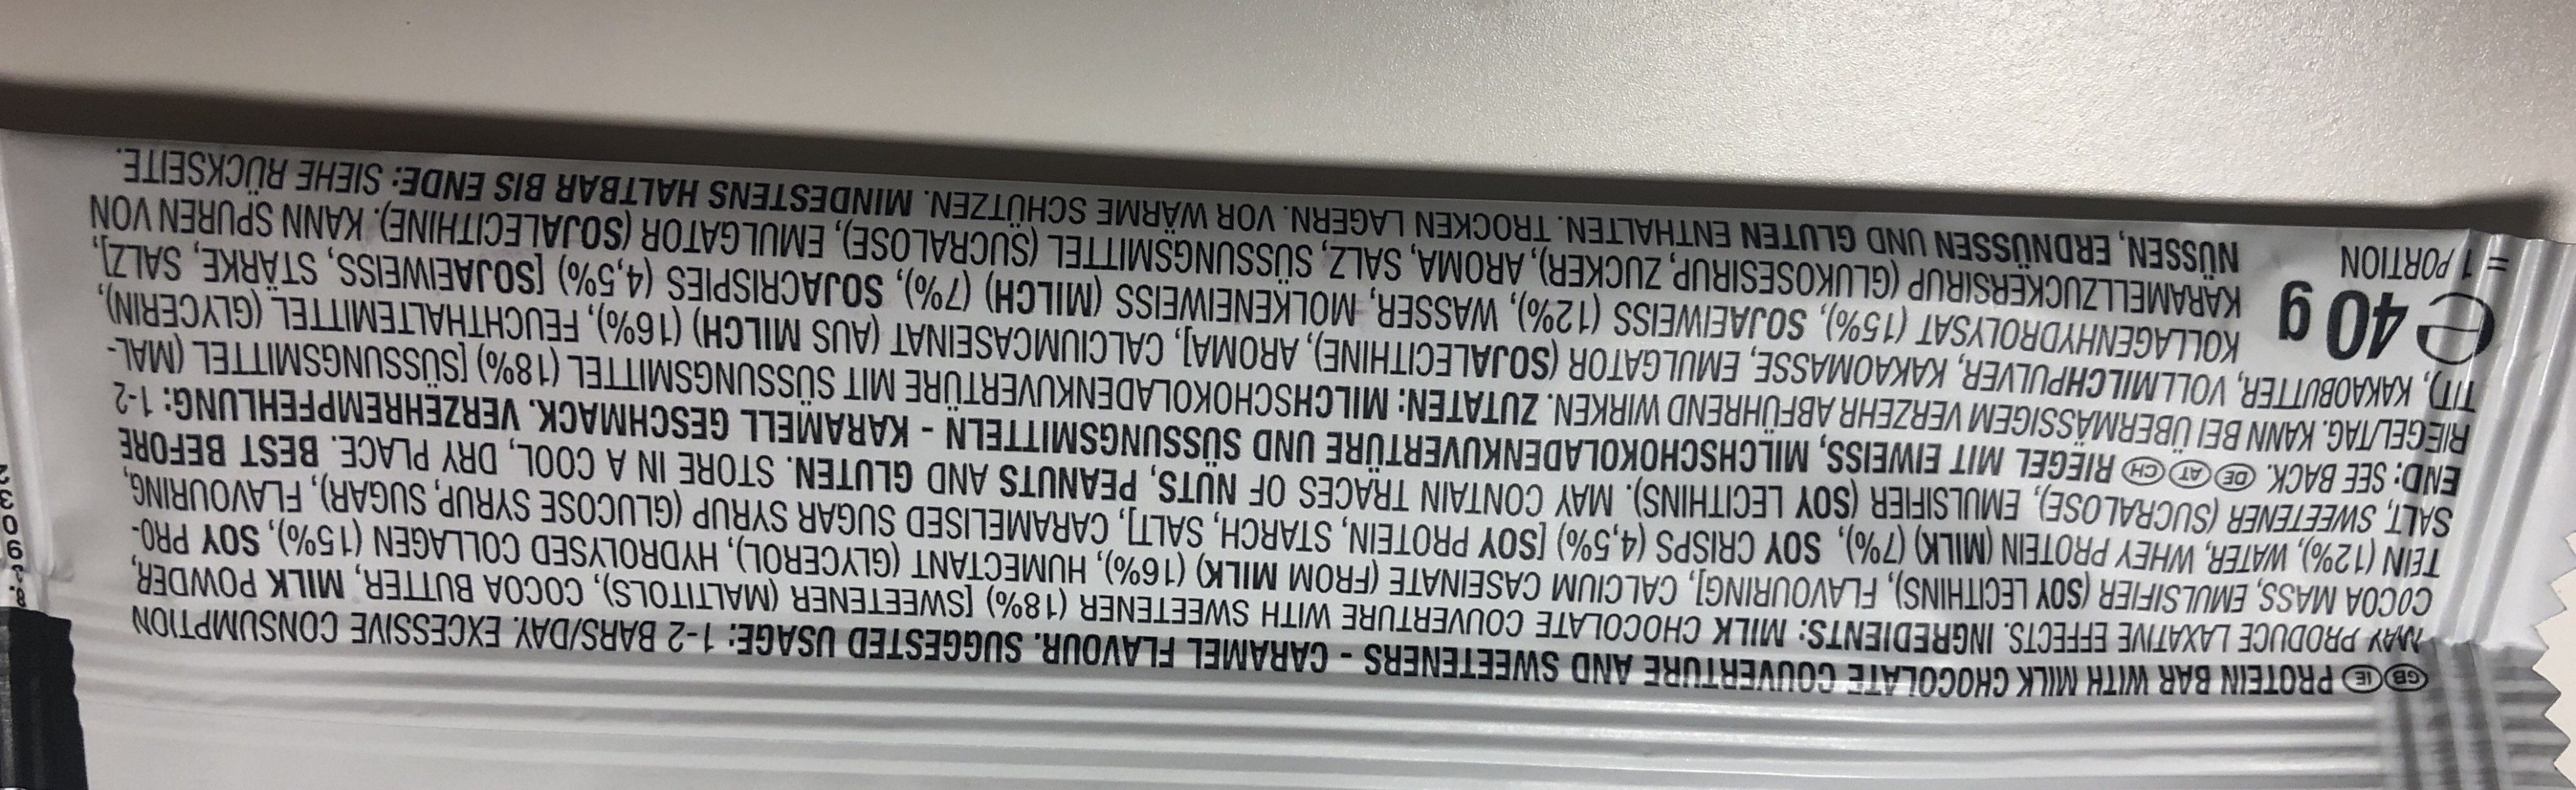 GB IE PROTEIN BAR WITH MILK CHOCOLATE COUVERTURE AND SWEETENERS - CARAMEL FLAVOUR. SUGGESTED USAGE: 1-2 BARS/DAY. EXCESSIVE CONSUMPTION
MAY PRODUCE LAXATIVE EFFECTS. INGREDIENTS: MILK CHOCOLATE COUVERTURE WITH SWEETENER (18%) [SWEETENER (MALTITOLS), COCOA BUTTER, MILK POWDER,
COCOA MASS, EMULSIFIER (SOY LECITHINS), FLAVOURING], CALCIUM CASEINATE (FROM MILK) (16%), HUMECTANT (GLYCEROL), HYDROLYSED COLLAGEN (15%), SOY PRO-
TEIN (12%), WATER, WHEY PROTEIN (MILK) (7%), SOY CRISPS (4,5%) [SOY PROTEIN, STARCH, SALT], CARAMELISED SUGAR SYRUP (GLUCOSE SYRUP, SUGAR), FLAVOURING,
SALT, SWEETENER (SUCRALOSE), EMULSIFIER (SOY LECITHINS). MAY CONTAIN TRACES OF NUTS, PEANUTS AND GLUTEN. STORE IN A COOL, DRY PLACE. BEST BEFORE
END: SEE BACK. DE AT CH RIEGEL MIT EIWEISS, MILCHSCHOKOLADENKUVERTÜRE UND SÜSSUNGSMITTELN - KARAMELL GESCHMACK. VERZEHREMPFEHLUNG: 1-2
RIEGEL/TAG. KANN BEI ÜBERMÄSSIGEM VERZEHR ABFÜHREND WIRKEN. ZUTATEN: MILCHSCHOKOLADENKUVERTÜRE MIT SÜSSUNGSMITTEL (18%) [SÜSSUNGSMITTEL (MAL-
TIT), KAKAOBUTTER, VOLLMILCHPULVER, KAKAOMASSE, EMULGATOR (SOJALECITHINE), AROMA], CALCIUMCASEINAT (AUS MILCH) (16%), FEUCHTHALTEMITTEL (GLYCERIN),
KOLLAGENHYDROLYSAT (15%), SOJAEIWEISS (12%), WASSER, MOLKENEIWEISS (MILCH) (7%), SOJACRISPIES (4,5%) [SOJAEIWEISS, STÄRKE, SALZ],
KARAMELLZUCKERSIRUP (GLUKOSESIRUP, ZUCKER), AROMA, SALZ, SÜSSUNGSMITTEL (SUCRALOSE), EMULGATOR (SOJALECITHINE). KANN SPUREN VON
NÜSSEN, ERDNÜSSEN UND GLUTEN ENTHALTEN. TROCKEN LAGERN. VOR WÄRME SCHÜTZEN. MINDESTENS HALTBAR BIS ENDE: SIEHE RÜCKSEITE.
℮ 40 g
= 1 PORTION